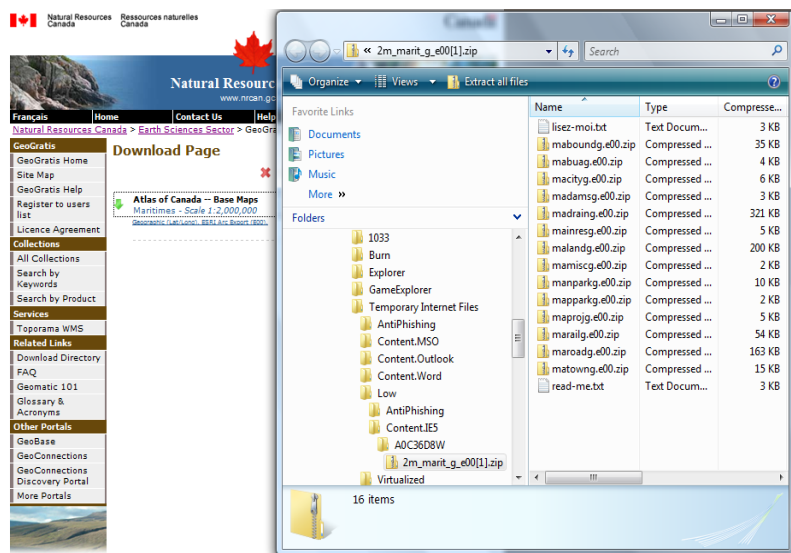 Natural Resources Ressources naturelles
Canada Canada
Canada
Natural Resourc
www.nrcan.gc
Français Home Contact Us Help
Natural Resources Canada > Earth Sciences Sector > GeoGra
GeoGratis
GeoGratis Home
Site Map
GeoGratis Help
Register to users
list
Licence Agreement
Collections
All Collections
Search by
Keywords
Search by Product
Services
Toporama WMS
Related Links
Download Directory
FAQ
Geomatic 101
Glossary &
Acronyms
Other Portals
GeoBase
GeoConnections
GeoConnections
Discovery Portal
More Portals
Download Page
Atlas of Canada -- Base Maps
Maritimes - Scale 1:2,000,000
Geographic (Lat/Long), ESRI Arc Export (E00),
« 2m_marit_g_e00[1].zip
Search
Organize Views Extract all files
Favorite Links
Documents
Pictures
Music
More »
Folders
1033
Burn
Explorer
GameExplorer
Temporary Internet Files
AntiPhishing
Content.MSO
Content.Outlook
Content.Word
Low
AntiPhishing
Content.IE5
A0C36D8W
2m_marit_g_e00[1].zip
Virtualized
Name Type Compresse...
lisez-moi.txt Text Docum... 3 KB
maboundg.e00.zip Compressed ... 35 KB
mabuag.e00.zip Compressed ... 4 KB
macityg.e00.zip Compressed ... 6 KB
madamsg.e00.zip Compressed ... 3 KB
madraing.e00.zip Compressed ... 321 KB
mainresg.e00.zip Compressed ... 5 KB
malandg.e00.zip Compressed ... 200 KB
mamiscg.e00.zip Compressed ... 2 KB
manparkg.e00.zip Compressed ... 10 KB
mapparkg.e00.zip Compressed ... 2 KB
maprojg.e00.zip Compressed ... 5 KB
marailg.e00.zip Compressed ... 54 KB
maroadg.e00.zip Compressed ... 163 KB
matowng.e00.zip Compressed ... 15 KB
read-me.txt Text Docum... 3 KB
16 items